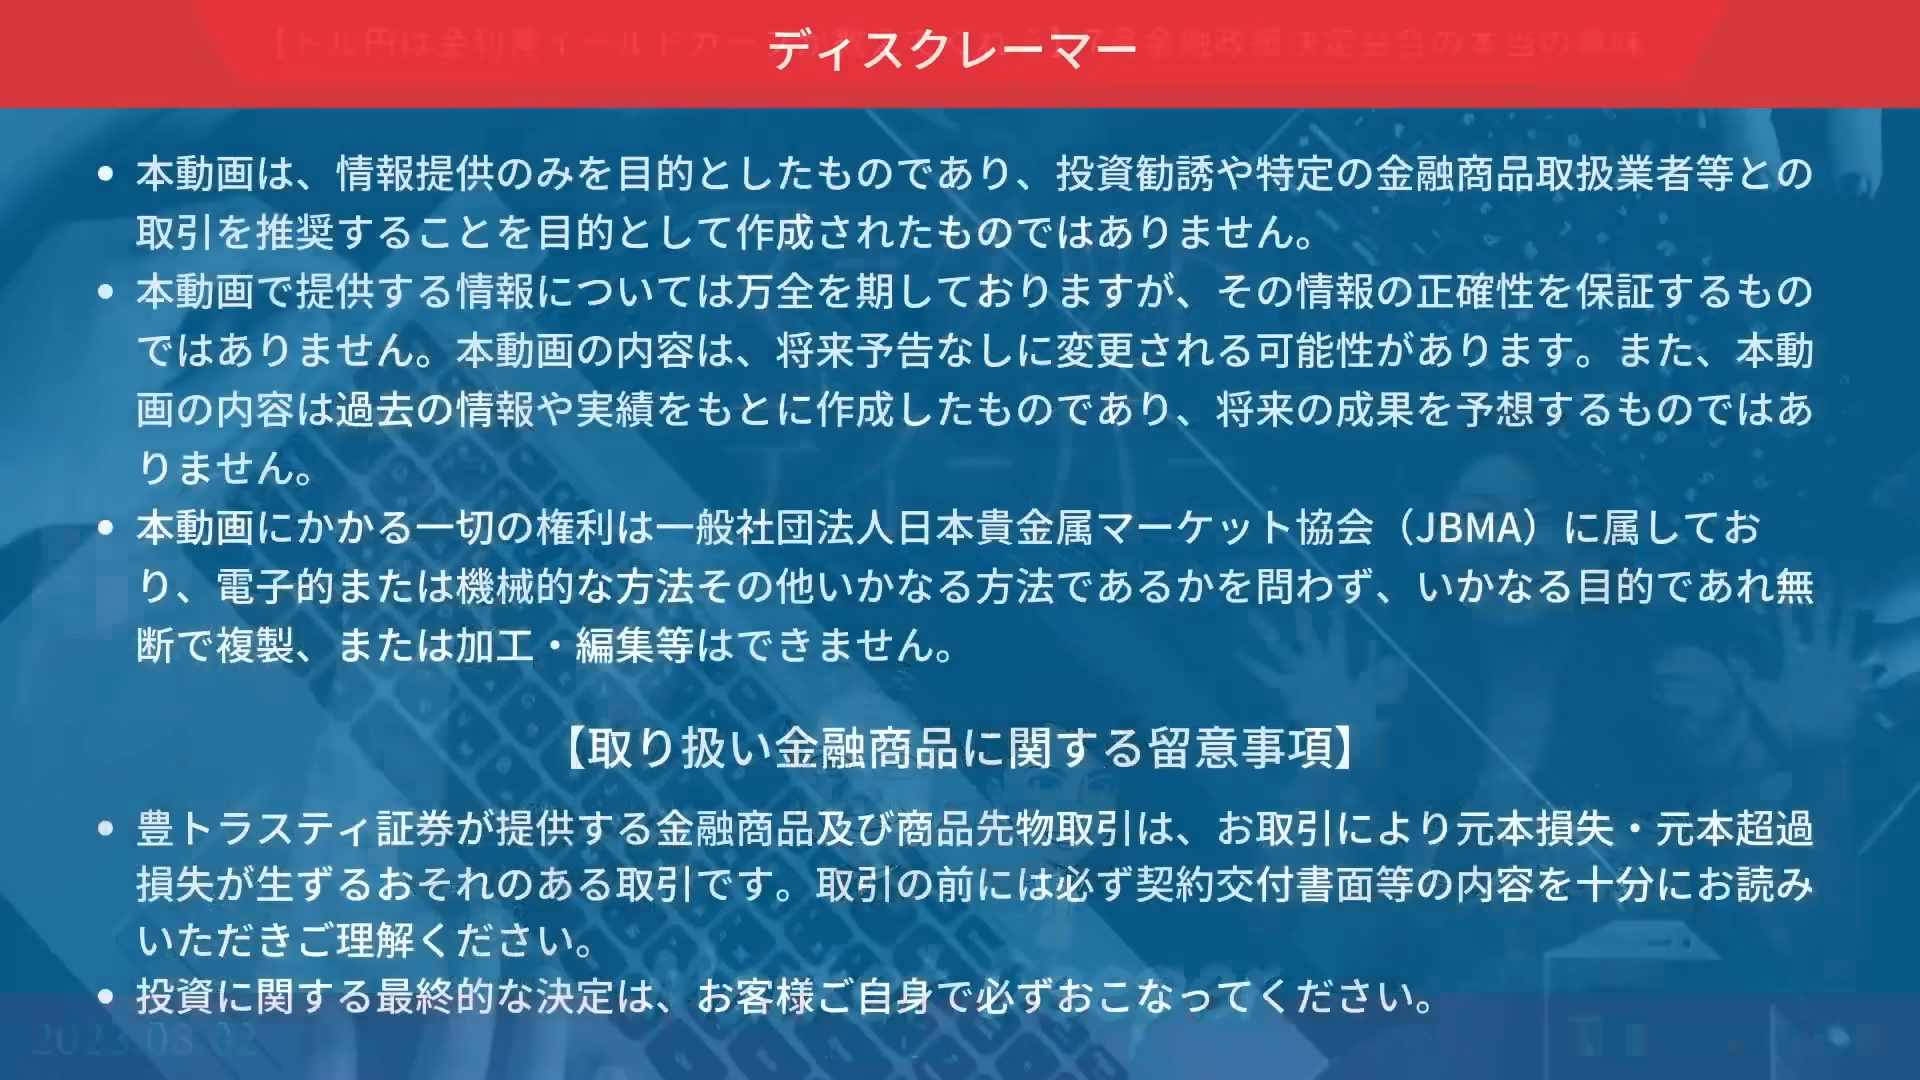 ディスクレーマー
• 本動画は、情報提供のみを目的としたものであり、投資勧誘や特定の金融商品取扱業者等との
取引を推奨することを目的として作成されたものではありません。
• 本動画で提供する情報については万全を期しておりますが、その情報の正確性を保証するもの
ではありません。本動画の内容は、将来予告なしに変更される可能性があります。また、本動
画の内容は過去の情報や実績をもとに作成したものであり、将来の成果を予想するものではあ
りません。
• 本動画にかかる一切の権利は一般社団法人日本貴金属マーケット協会（JBMA）に属してお
り、電子的または機械的な方法その他いかなる方法であるかを問わず、いかなる目的であれ無
断で複製、または加工・編集等はできません。
【取り扱い金融商品に関する留意事項】
• 豊トラスティ証券が提供する金融商品及び商品先物取引は、お取引により元本損失・元本超過
損失が生ずるおそれのある取引です。取引の前には必ず契約交付書面等の内容を十分にお読み
いただきご理解ください。
• 投資に関する最終的な決定は、お客様ご自身で必ずおこなってください。
2023.08.02